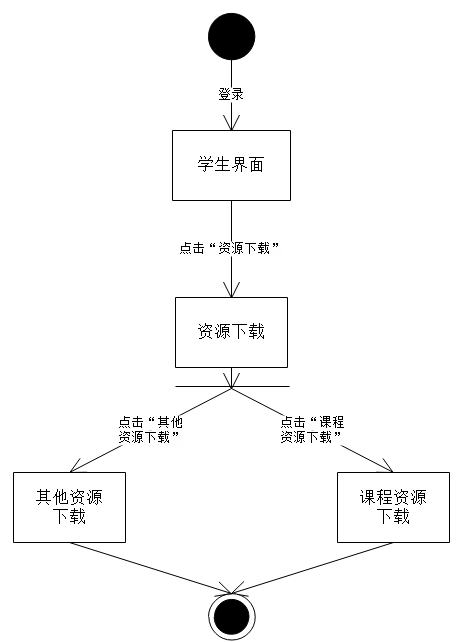 登录
学生界面
点击“资源下载”
资源下载
点击“其他
资源下载”
点击“课程
资源下载”
其他资源
下载
课程资源
下载